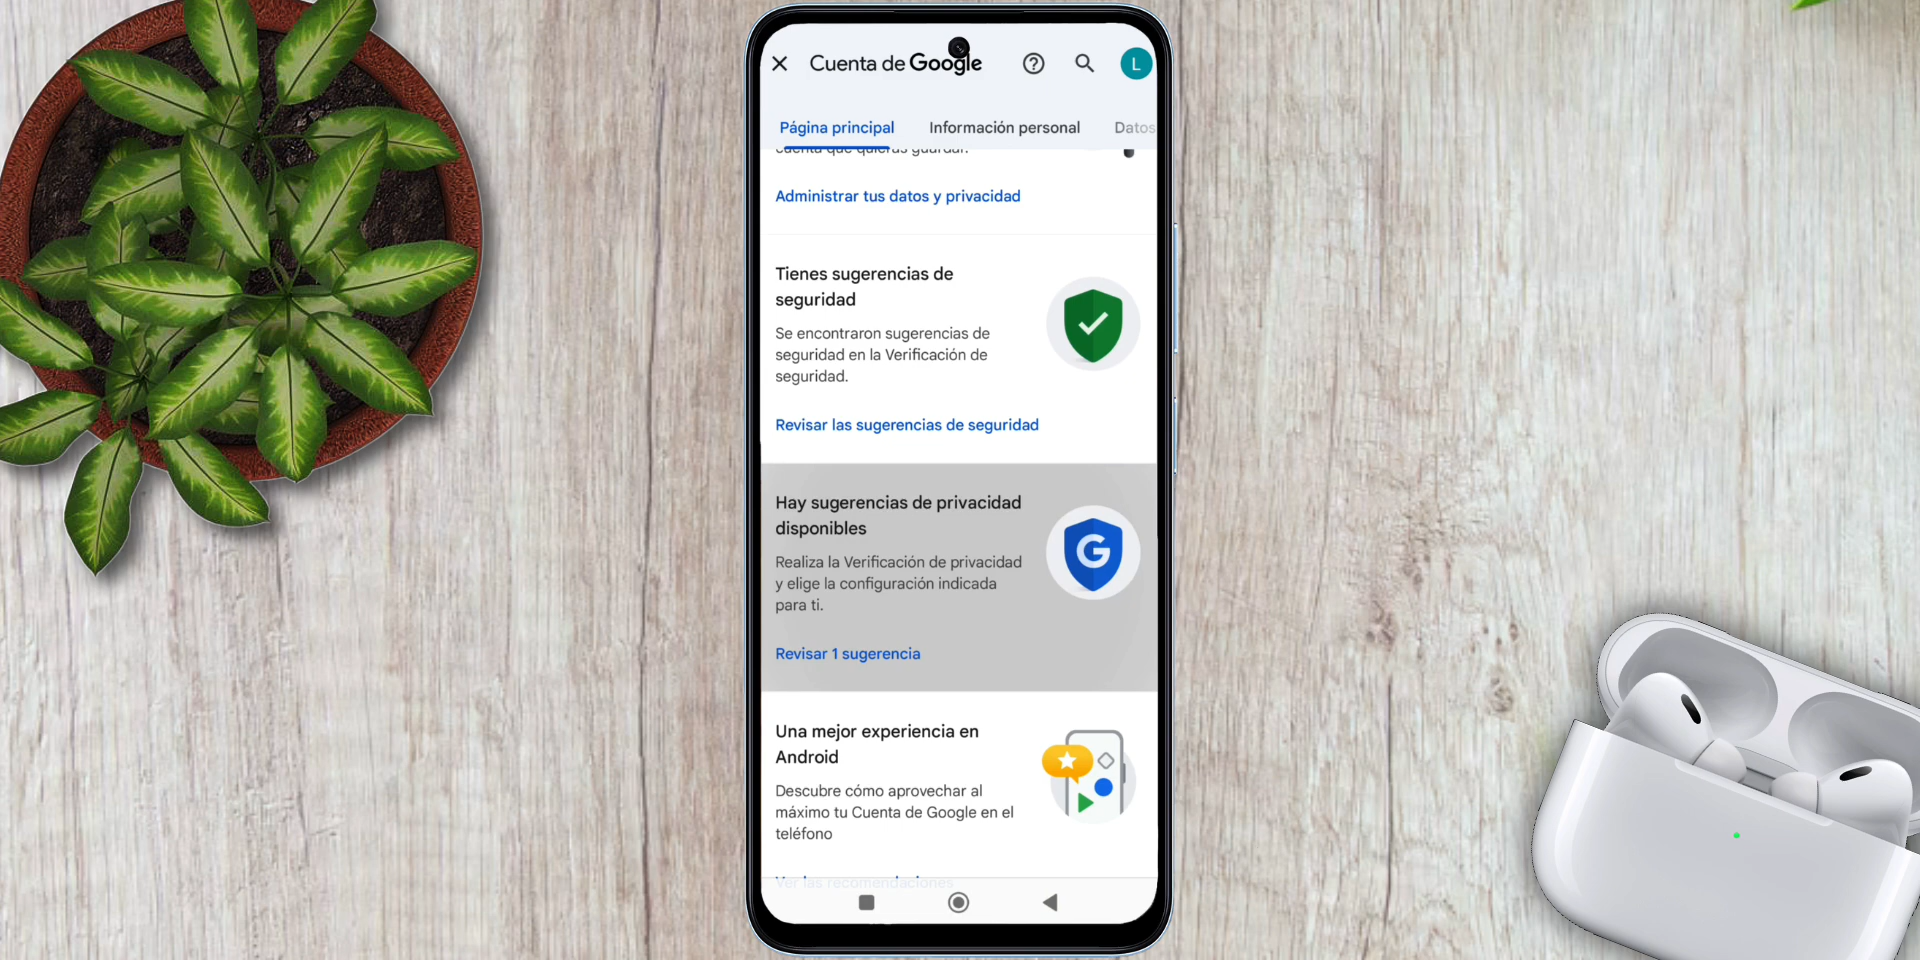 Cuenta de Google
L
Página principal
Información personal
Datos
cuenta que quieras guardar.
Administrar tus datos y privacidad
Tienes sugerencias de
seguridad
Se encontraron sugerencias de
seguridad en la Verificación de
seguridad.
Revisar las sugerencias de seguridad
Hay sugerencias de privacidad
disponibles
G
Realiza la Verificación de privacidad
y elige la configuración indicada
para ti.
Revisar 1 sugerencia
Una mejor experiencia en
Android
Descubre cómo aprovechar al
máximo tu Cuenta de Google en el
teléfono
Ver las recomendaciones